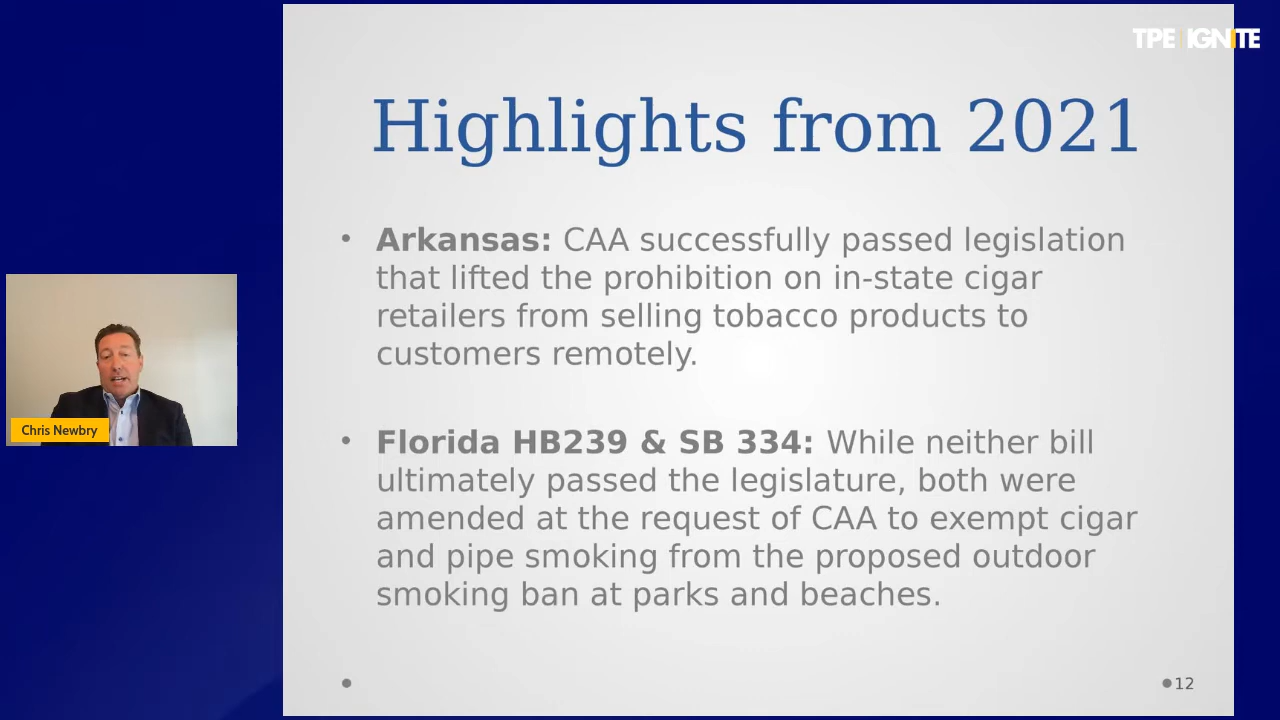 TPE IGNITE
Highlights from 2021
• Arkansas: CAA successfully passed legislation
that lifted the prohibition on in-state cigar
retailers from selling tobacco products to
customers remotely.
• Florida HB239 & SB 334: While neither bill
ultimately passed the legislature, both were
amended at the request of CAA to exempt cigar
and pipe smoking from the proposed outdoor
smoking ban at parks and beaches.
Chris Newbry
12